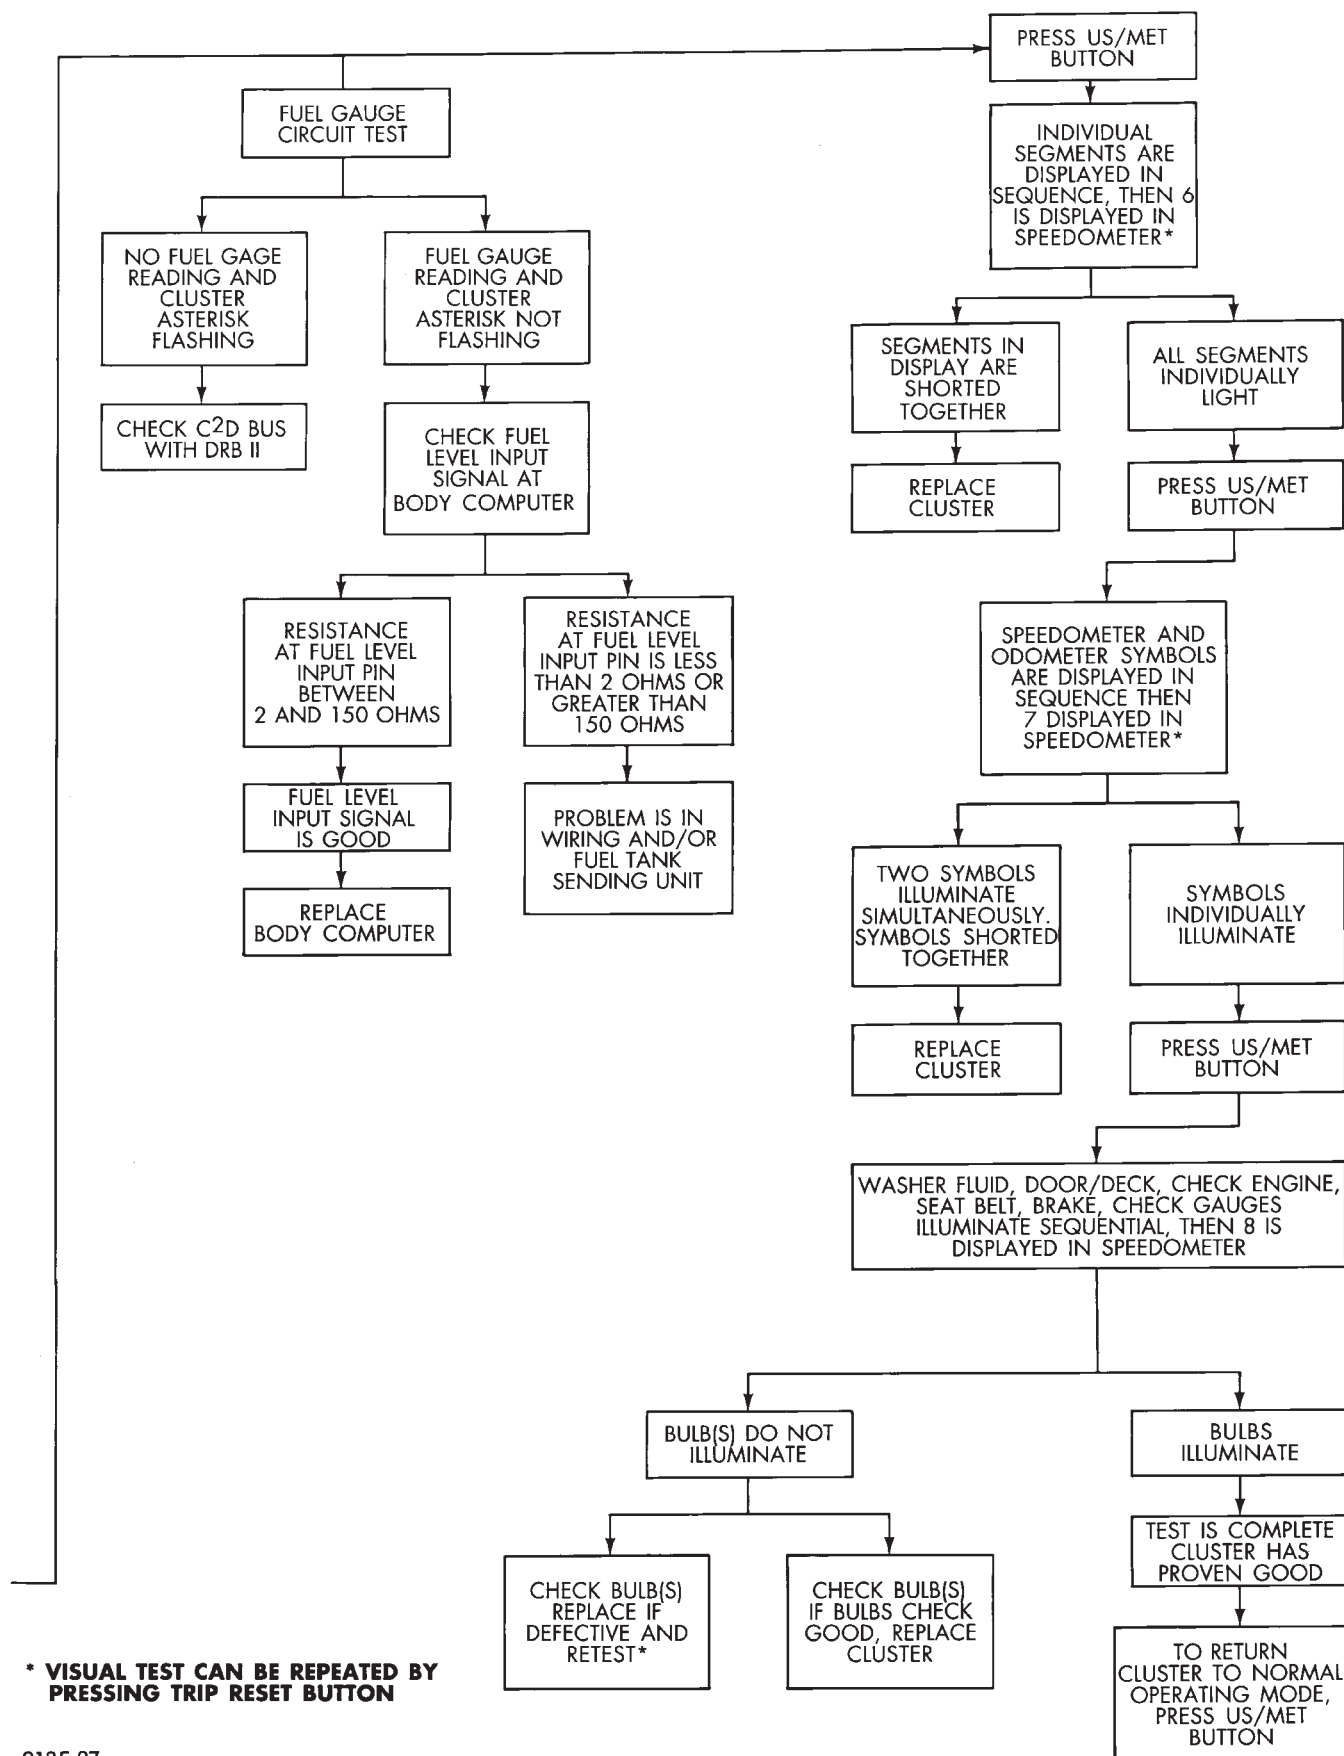 PRESS US/MET
BUTTON
FUEL GAUGE
CIRCUIT TEST
INDIVIDUAL
SEGMENTS ARE
DISPLAYED IN
SEQUENCE, THEN 6
IS DISPLAYED IN
SPEEDOMETER*
NO FUEL GAGE
READING AND
CLUSTER
ASTERISK
FLASHING
FUEL GAUGE
READING AND
CLUSTER
ASTERISK NOT
FLASHING
SEGMENTS IN
DISPLAY ARE
SHORTED
TOGETHER
ALL SEGMENTS
INDIVIDUALLY
LIGHT
CHECK C2D BUS
WITH DRB II
CHECK FUEL
LEVEL INPUT
SIGNAL AT
BODY COMPUTER
REPLACE
CLUSTER
PRESS US/MET
BUTTON
RESISTANCE
AT FUEL LEVEL
INPUT PIN
BETWEEN
2 AND 150 OHMS
RESISTANCE
AT FUEL LEVEL
INPUT PIN IS LESS
THAN 2 OHMS OR
GREATER THAN
150 OHMS
SPEEDOMETER AND
ODOMETER SYMBOLS
ARE DISPLAYED IN
SEQUENCE THEN
7 DISPLAYED IN
SPEEDOMETER*
FUEL LEVEL
INPUT SIGNAL
IS GOOD
PROBLEM IS IN
WIRING AND/OR
FUEL TANK
SENDING UNIT
REPLACE
BODY COMPUTER
TWO SYMBOLS
ILLUMINATE
SIMULTANEOUSLY.
SYMBOLS SHORTED
TOGETHER
SYMBOLS
INDIVIDUALLY
ILLUMINATE
REPLACE
CLUSTER
PRESS US/MET
BUTTON
WASHER FLUID, DOOR/DECK, CHECK ENGINE,
SEAT BELT, BRAKE, CHECK GAUGES
ILLUMINATE SEQUENTIAL, THEN 8 IS
DISPLAYED IN SPEEDOMETER
BULB(S) DO NOT
ILLUMINATE
BULBS
ILLUMINATE
CHECK BULB(S)
REPLACE IF
DEFECTIVE AND
RETEST*
CHECK BULB(S)
IF BULBS CHECK
GOOD, REPLACE
CLUSTER
TEST IS COMPLETE
CLUSTER HAS
PROVEN GOOD
TO RETURN
CLUSTER TO NORMAL
OPERATING MODE,
PRESS US/MET
BUTTON
* VISUAL TEST CAN BE REPEATED BY
PRESSING TRIP RESET BUTTON